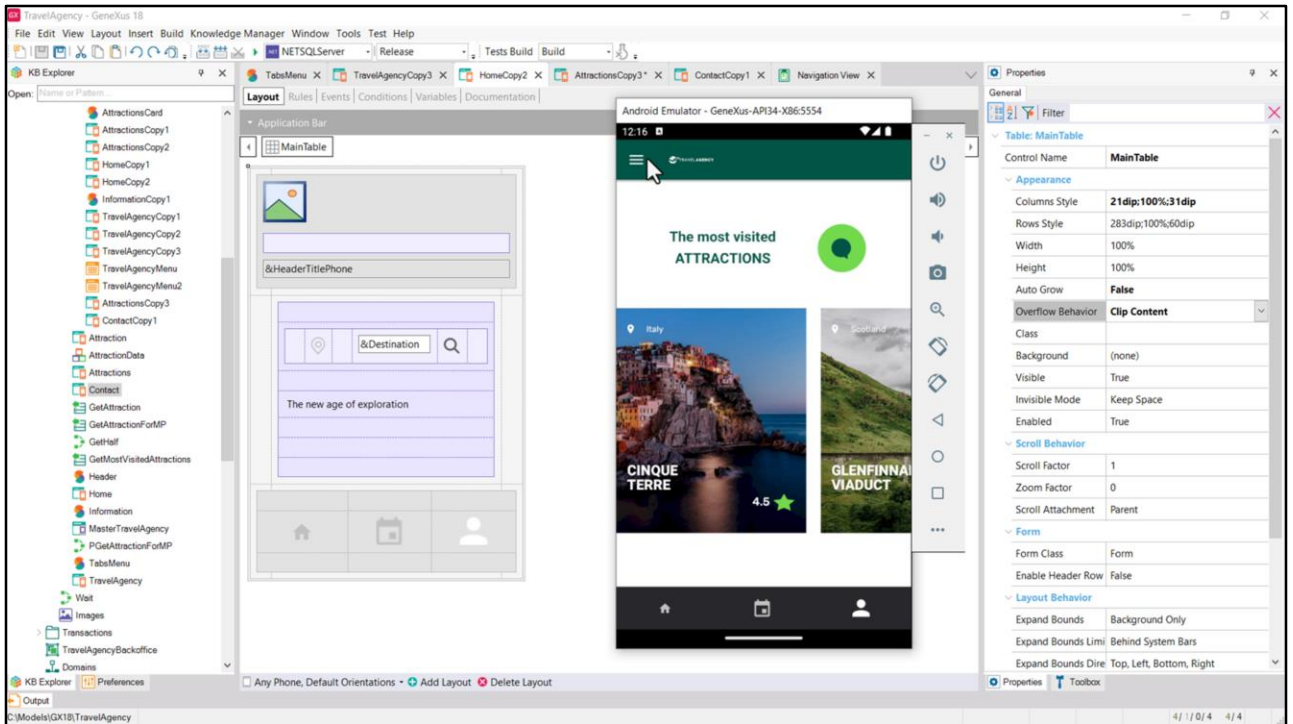 TravelAgency - GeneXus 18
File Edit View Layout Insert Build Knowledge Manager Window Tools Test Help
NETSQLServer Release Tests Build Build
KB Explorer
Open: Name or Pattern...
AttractionsCard
AttractionsCopy1
AttractionsCopy2
HomeCopy1
HomeCopy2
InformationCopy1
TravelAgencyCopy1
TravelAgencyCopy2
TravelAgencyCopy3
TravelAgencyMenu
TravelAgencyMenu2
AttractionsCopy3
ContactCopy1
Attraction
AttractionData
Attractions
Contact
GetAttraction
GetAttractionForMP
GetHalf
GetMostVisitedAttractions
Header
Home
Information
MasterTravelAgency
PGetAttractionForMP
TabsMenu
TravelAgency
Wait
Images
Transactions
TravelAgencyBackoffice
Domains
KB Explorer Preferences
Output
C:\Models\GX18\TravelAgency
TabsMenu X TravelAgencyCopy3 X HomeCopy2 X AttractionsCopy3* X ContactCopy1 X Navigation View X
Layout Rules Events Conditions Variables Documentation
Application Bar
MainTable
&HeaderTitlePhone
&Destination
The new age of exploration
Any Phone, Default Orientations Add Layout Delete Layout
Android Emulator - GeneXus-API34-X86:5554
12:16
TRAVELAGENCY
The most visited
ATTRACTIONS
Italy
Scotland
CINQUE
TERRE
4.5
GLENFINNA
VIADUCT
Properties
General
Filter
Table: MainTable
Control Name MainTable
Appearance
Columns Style 21dip;100%;31dip
Rows Style 283dip;100%;60dip
Width 100%
Height 100%
Auto Grow False
Overflow Behavior Clip Content
Class
Background (none)
Visible True
Invisible Mode Keep Space
Enabled True
Scroll Behavior
Scroll Factor 1
Zoom Factor 0
Scroll Attachment Parent
Form
Form Class Form
Enable Header Row False
Layout Behavior
Expand Bounds Background Only
Expand Bounds Limi Behind System Bars
Expand Bounds Dire Top, Left, Bottom, Right
Properties Toolbox
4/ 1/ 0/ 4 4/4